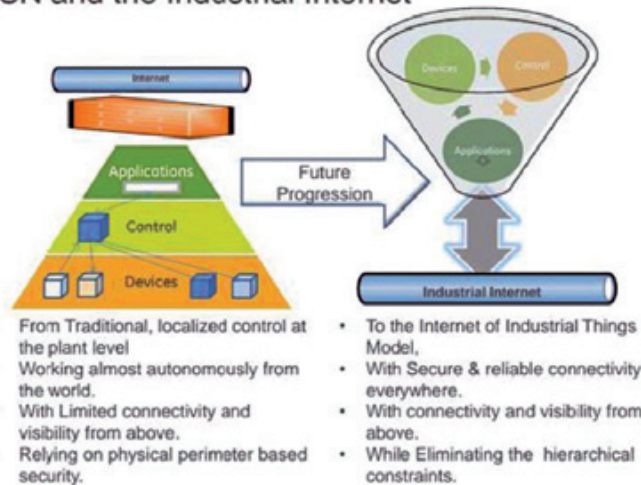 and the Industrial Internet
Internet
Applications
Control
Devices
Future
Progression
Devices
Control
Applications
Industrial Internet
From Traditional, localized control at
the plant level
Working almost autonomously from
the world.
With Limited connectivity and
visibility from above.
Relying on physical perimeter based
security.
• To the Internet of Industrial Things
Model,
• With Secure & reliable connectivity
everywhere.
• With connectivity and visibility from
above.
• While Eliminating the hierarchical
constraints.